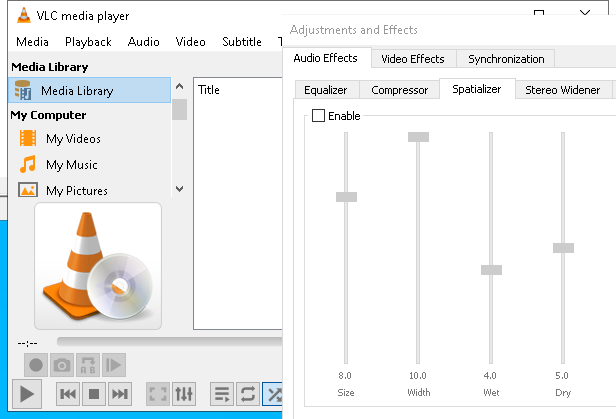 VLC media player
Media Playback Audio Video Subtitle T
Media Library
Media Library
My Computer
My Videos
My Music
My Pictures
Title
--:--
Adjustments and Effects
Audio Effects Video Effects Synchronization
Equalizer Compressor Spatializer Stereo Widener
Enable
8.0 10.0 4.0 5.0
Size Width Wet Dry